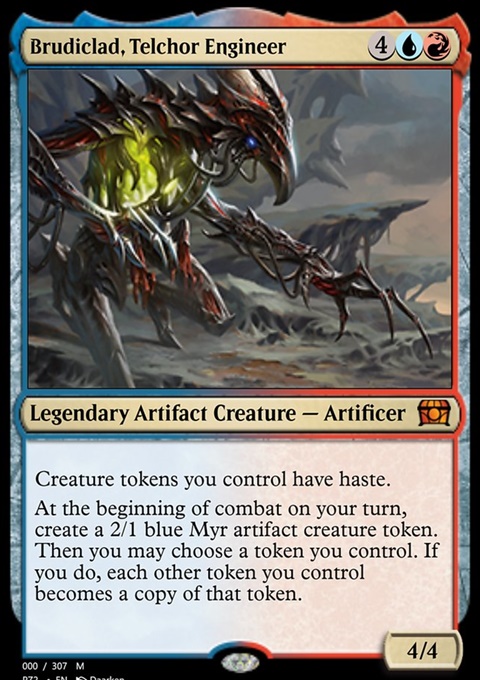 Brudiclad, Telchor Engineer 4
Legendary Artifact Creature — Artificer
Creature tokens you control have haste.
At the beginning of combat on your turn,
create a 2/1 blue Myr artifact creature token.
Then you may choose a token you control. If
you do, each other token you control
becomes a copy of that token.
4/4
000 / 307 M
PZ2 • EN Daarken